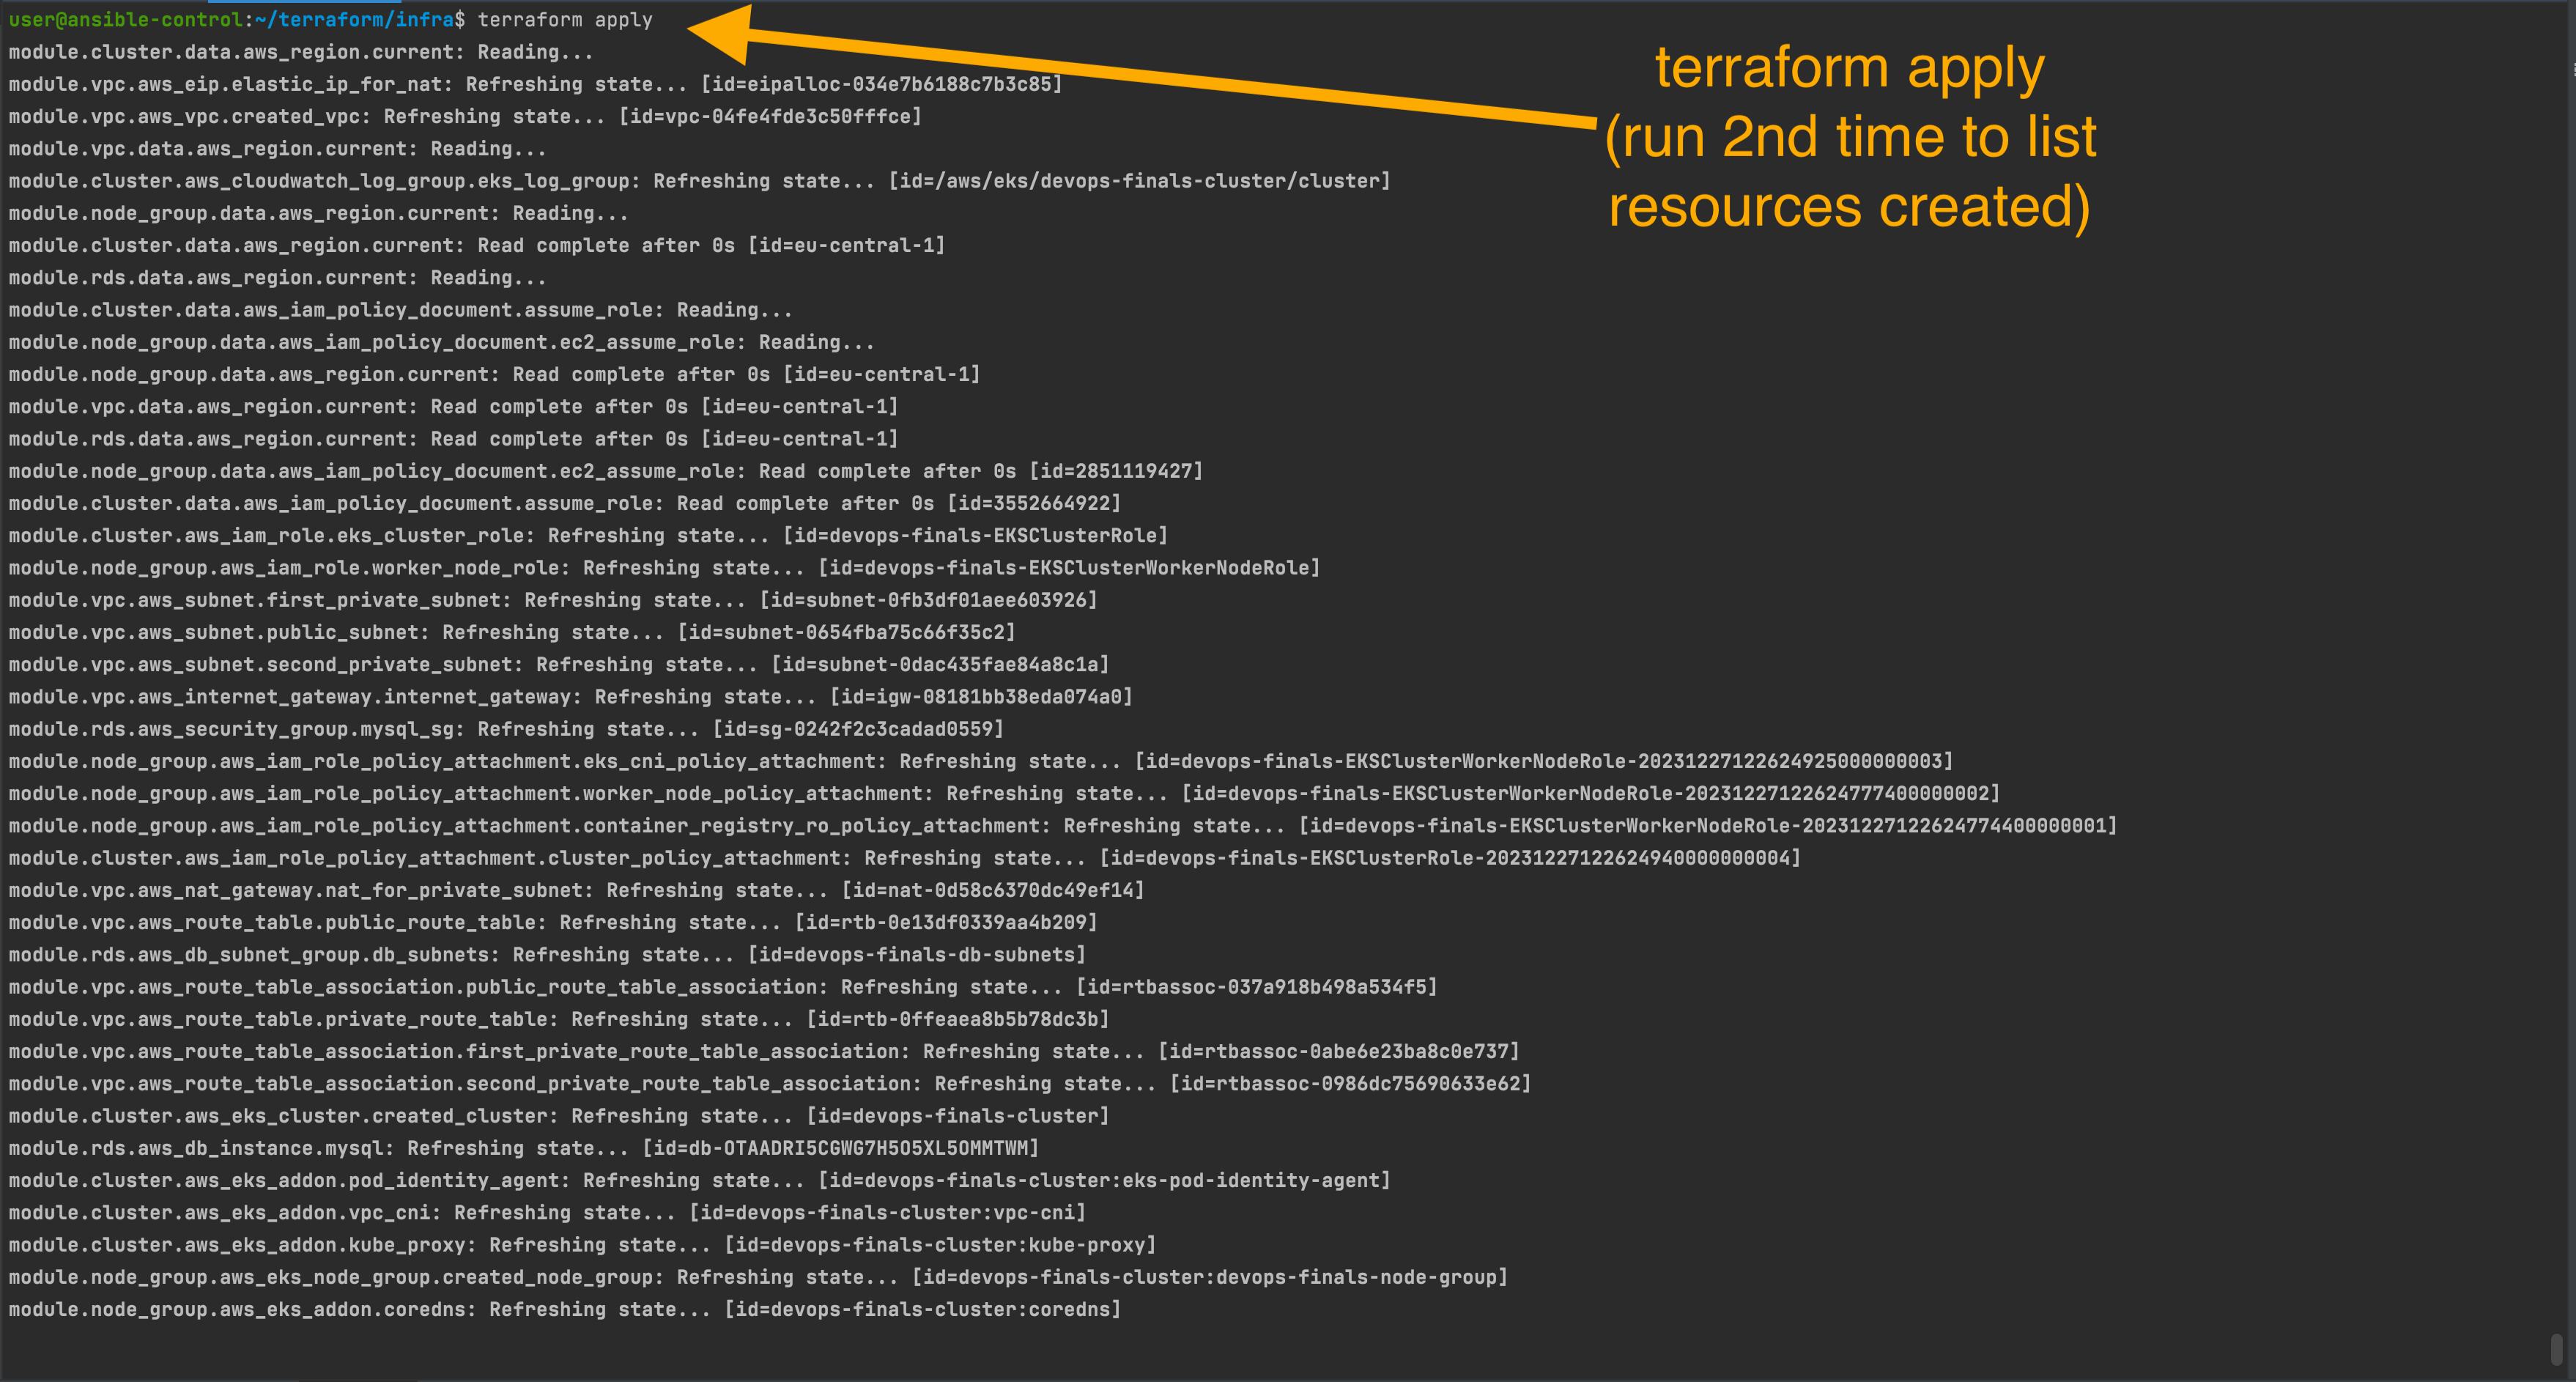 user@ansible-control:~/terraform/infra$ terraform apply
module.cluster.data.aws_region.current: Reading...
module.vpc.aws_eip.elastic_ip_for_nat: Refreshing state... [id=eipalloc-034e7b6188c7b3c85]
module.vpc.aws_vpc.created_vpc: Refreshing state... [id=vpc-04fe4fde3c50fffce]
module.vpc.data.aws_region.current: Reading...
module.cluster.aws_cloudwatch_log_group.eks_log_group: Refreshing state... [id=/aws/eks/devops-finals-cluster/cluster]
module.node_group.data.aws_region.current: Reading...
module.cluster.data.aws_region.current: Read complete after 0s [id=eu-central-1]
module.rds.data.aws_region.current: Reading...
module.cluster.data.aws_iam_policy_document.assume_role: Reading...
module.node_group.data.aws_iam_policy_document.ec2_assume_role: Reading...
module.node_group.data.aws_region.current: Read complete after 0s [id=eu-central-1]
module.vpc.data.aws_region.current: Read complete after 0s [id=eu-central-1]
module.rds.data.aws_region.current: Read complete after 0s [id=eu-central-1]
module.node_group.data.aws_iam_policy_document.ec2_assume_role: Read complete after 0s [id=2851119427]
module.cluster.data.aws_iam_policy_document.assume_role: Read complete after 0s [id=3552664922]
module.cluster.aws_iam_role.eks_cluster_role: Refreshing state... [id=devops-finals-EKSClusterRole]
module.node_group.aws_iam_role.worker_node_role: Refreshing state... [id=devops-finals-EKSClusterWorkerNodeRole]
module.vpc.aws_subnet.first_private_subnet: Refreshing state... [id=subnet-0fb3df01aee603926]
module.vpc.aws_subnet.public_subnet: Refreshing state... [id=subnet-0654fba75c66f35c2]
module.vpc.aws_subnet.second_private_subnet: Refreshing state... [id=subnet-0dac435fae84a8c1a]
module.vpc.aws_internet_gateway.internet_gateway: Refreshing state... [id=igw-08181bb38eda074a0]
module.rds.aws_security_group.mysql_sg: Refreshing state... [id=sg-0242f2c3cadad0559]
module.node_group.aws_iam_role_policy_attachment.eks_cni_policy_attachment: Refreshing state... [id=devops-finals-EKSClusterWorkerNodeRole-20231227122624925000000003]
module.node_group.aws_iam_role_policy_attachment.worker_node_policy_attachment: Refreshing state... [id=devops-finals-EKSClusterWorkerNodeRole-20231227122624777400000002]
module.node_group.aws_iam_role_policy_attachment.container_registry_ro_policy_attachment: Refreshing state... [id=devops-finals-EKSClusterWorkerNodeRole-20231227122624774400000001]
module.cluster.aws_iam_role_policy_attachment.cluster_policy_attachment: Refreshing state... [id=devops-finals-EKSClusterRole-20231227122624940000000004]
module.vpc.aws_nat_gateway.nat_for_private_subnet: Refreshing state... [id=nat-0d58c6370dc49ef14]
module.vpc.aws_route_table.public_route_table: Refreshing state... [id=rtb-0e13df0339aa4b209]
module.rds.aws_db_subnet_group.db_subnets: Refreshing state... [id=devops-finals-db-subnets]
module.vpc.aws_route_table_association.public_route_table_association: Refreshing state... [id=rtbassoc-037a918b498a534f5]
module.vpc.aws_route_table.private_route_table: Refreshing state... [id=rtb-0ffeaea8b5b78dc3b]
module.vpc.aws_route_table_association.first_private_route_table_association: Refreshing state... [id=rtbassoc-0abe6e23ba8c0e737]
module.vpc.aws_route_table_association.second_private_route_table_association: Refreshing state... [id=rtbassoc-0986dc75690633e62]
module.cluster.aws_eks_cluster.created_cluster: Refreshing state... [id=devops-finals-cluster]
module.rds.aws_db_instance.mysql: Refreshing state... [id=db-OTAADRI5CGWG7H5O5XL5OMMTWM]
module.cluster.aws_eks_addon.pod_identity_agent: Refreshing state... [id=devops-finals-cluster:eks-pod-identity-agent]
module.cluster.aws_eks_addon.vpc_cni: Refreshing state... [id=devops-finals-cluster:vpc-cni]
module.cluster.aws_eks_addon.kube_proxy: Refreshing state... [id=devops-finals-cluster:kube-proxy]
module.node_group.aws_eks_node_group.created_node_group: Refreshing state... [id=devops-finals-cluster:devops-finals-node-group]
module.node_group.aws_eks_addon.coredns: Refreshing state... [id=devops-finals-cluster:coredns]
terraform apply
(run 2nd time to list
resources created)